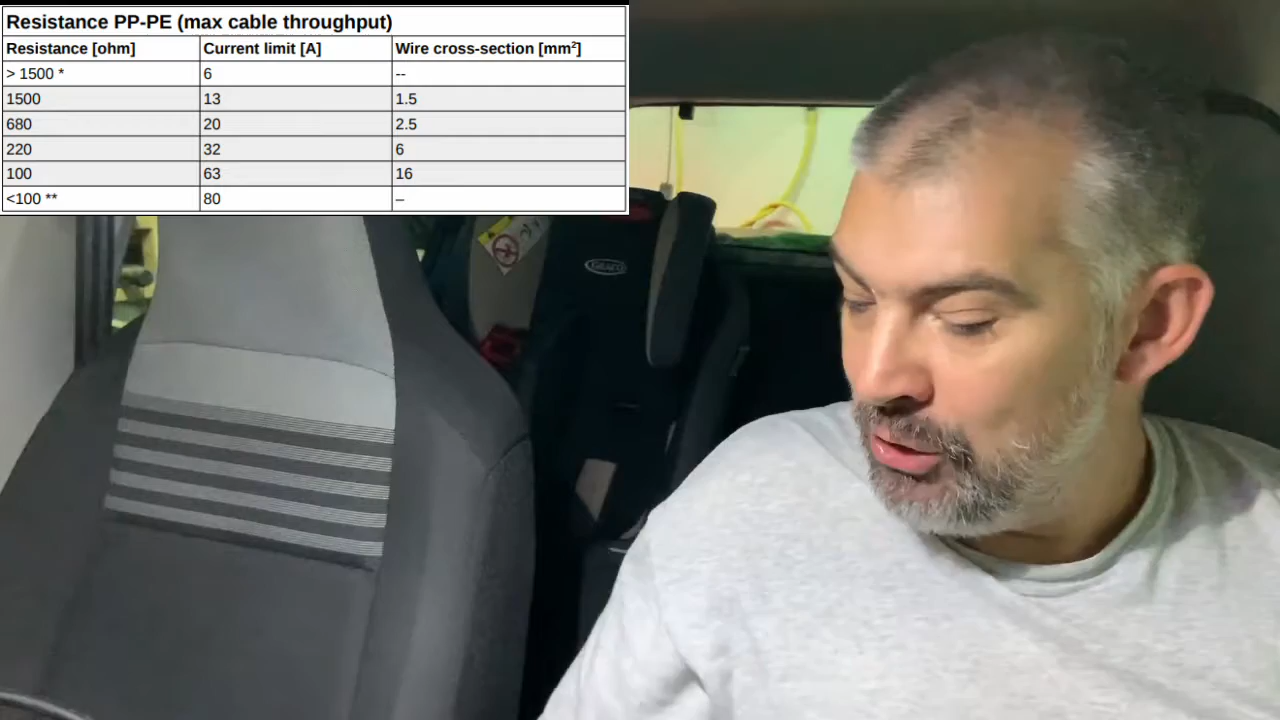 Resistance PP-PE (max cable throughput)
Resistance [ohm] Current limit [A] Wire cross-section [mm²]
> 1500 * 6 --
1500 13 1.5
680 20 2.5
220 32 6
100 63 16
<100 ** 80 –
GRACO